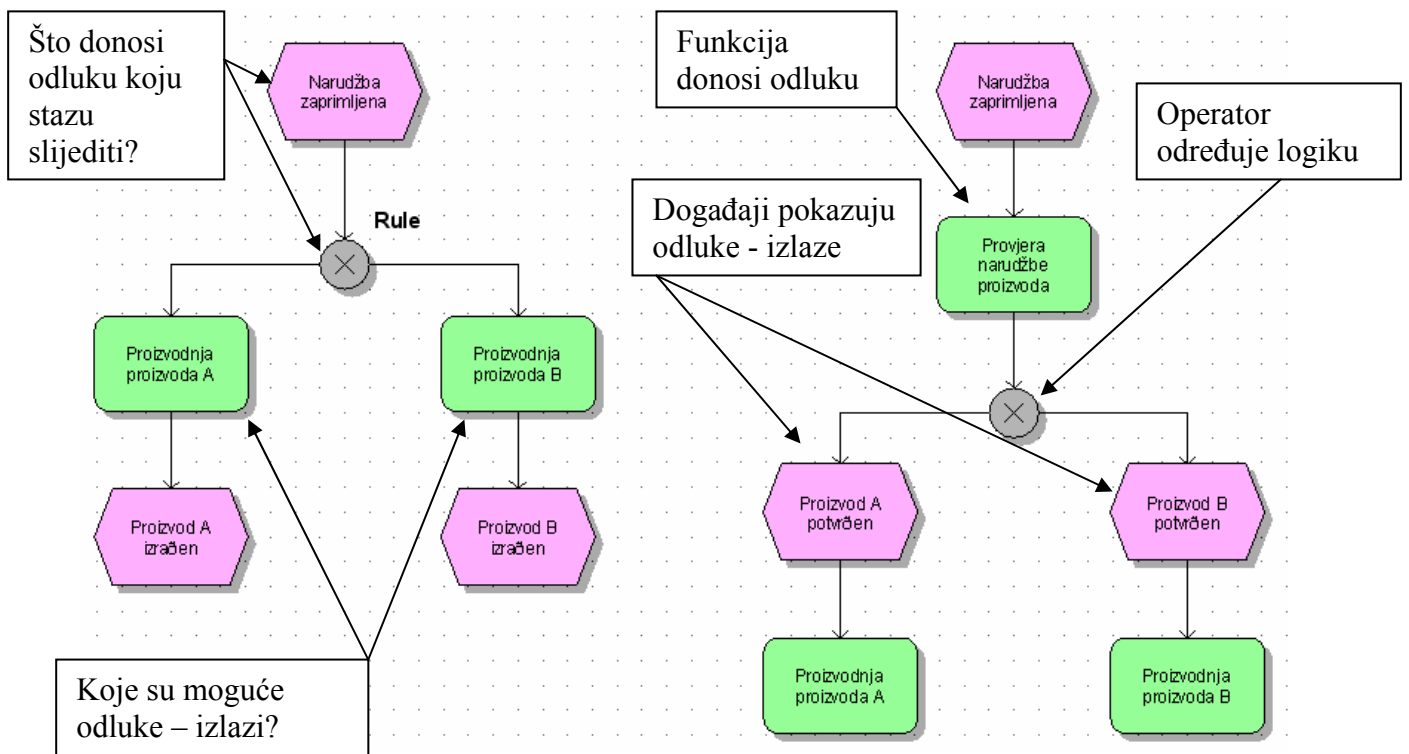 Što donosi
odluku koju
stazu
slijediti?
Narudžba
zaprimljena
Rule
Proizvodnja
proizvoda A
Proizvodnja
proizvoda B
Proizvod A
izrađen
Proizvod B
izrađen
Koje su moguće
odluke – izlazi?
Funkcija
donosi odluku
Narudžba
zaprimljena
Operator
određuje logiku
Događaji pokazuju
odluke - izlaze
Provjera
narudžbe
proizvoda
Proizvod A
potvrđen
Proizvod B
potvrđen
Proizvodnja
proizvoda A
Proizvodnja
proizvoda B